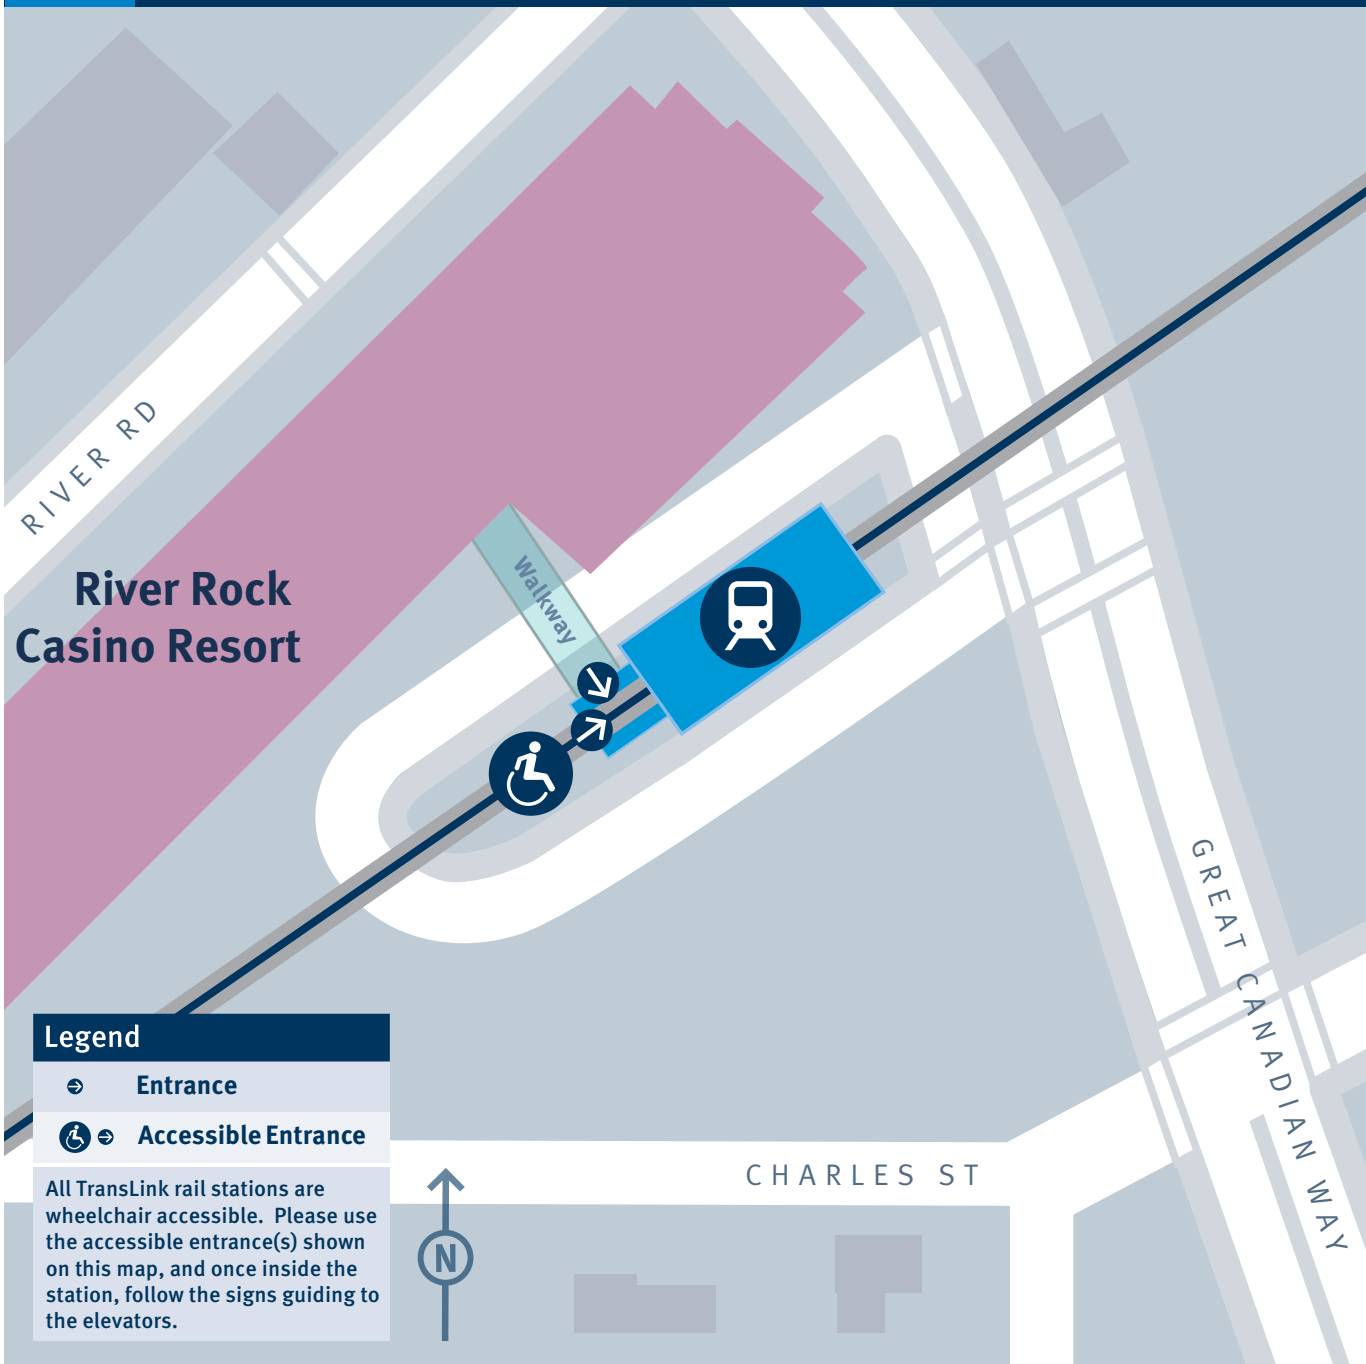 RIVER RD
River Rock
Casino Resort
Walkway
GREAT CANADIAN WAY
Legend
Entrance
Accessible Entrance
All TransLink rail stations are
wheelchair accessible. Please use
the accessible entrance(s) shown
on this map, and once inside the
station, follow the signs guiding to
the elevators.
CHARLES ST
N